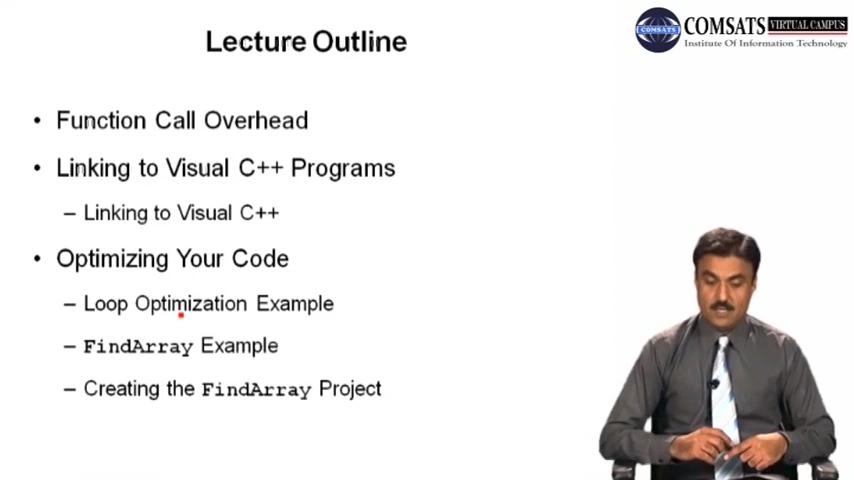 Lecture Outline
COMSATS VIRTUAL CAMPUS
COMSATS
Institute Of Information Technology
• Function Call Overhead
• Linking to Visual C++ Programs
– Linking to Visual C++
• Optimizing Your Code
– Loop Optimization Example
– FindArray Example
– Creating the FindArray Project